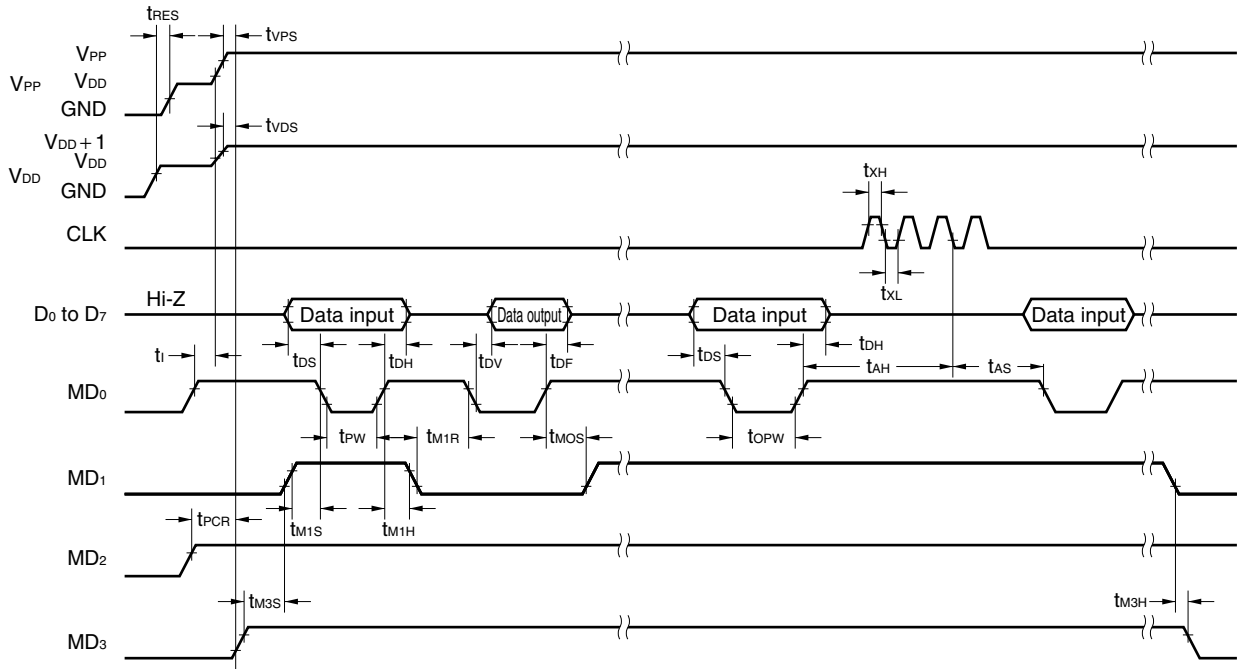 tRES
tVPS
VPP
VPP VDD
GND
tVDS
VDD+1
VDD
VDD
GND
tXH
CLK
tXL
Hi-Z
D0 to D7
Data input
Data output
Data input
Data input
tI
tDS
tDH
tDV
tDF
tDS
tDH
tAH
tAS
MD0
tPW
tM1R
tMOS
tOPW
MD1
tM1S
tM1H
tPCR
MD2
tM3S
tM3H
MD3